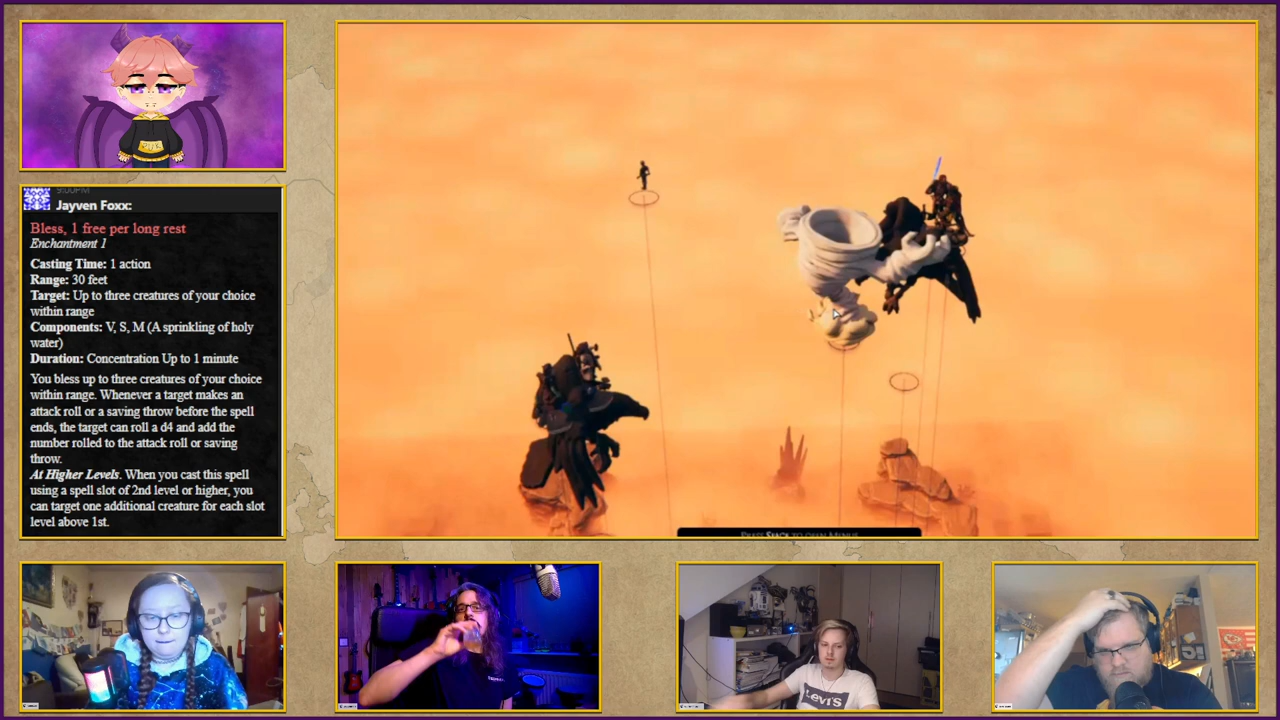 9:00PM
Jayven Foxx:
Bless, 1 free per long rest
Enchantment 1
Casting Time: 1 action
Range: 30 feet
Target: Up to three creatures of your choice
within range
Components: V, S, M (A sprinkling of holy
water)
Duration: Concentration Up to 1 minute
You bless up to three creatures of your choice
within range. Whenever a target makes an
attack roll or a saving throw before the spell
ends, the target can roll a d4 and add the
number rolled to the attack roll or saving
throw.
At Higher Levels. When you cast this spell
using a spell slot of 2nd level or higher, you
can target one additional creature for each slot
level above 1st.
Levi's